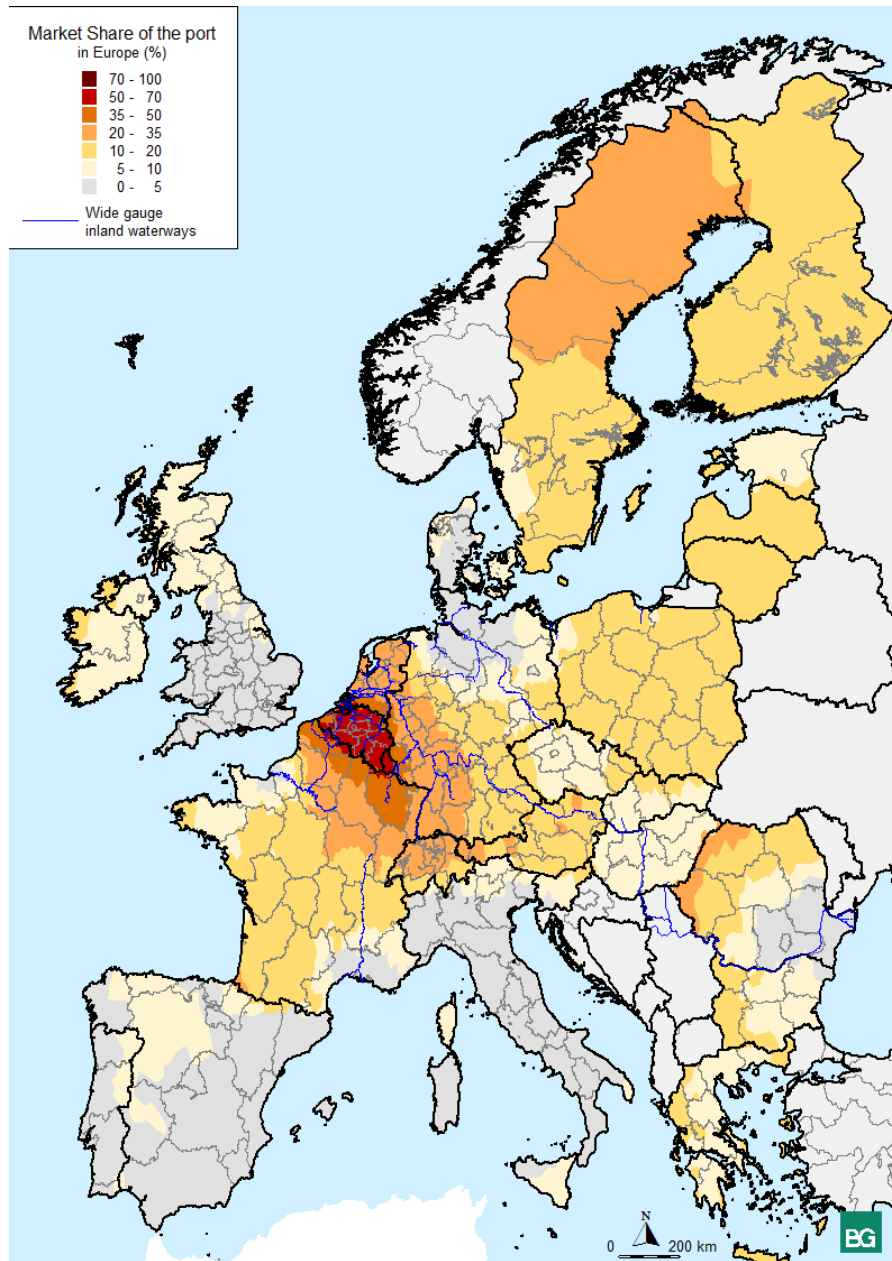 Market Share of the port
in Europe (%)
70 - 100
50 - 70
35 - 50
20 - 35
10 - 20
5 - 10
0 - 5
Wide gauge
inland waterways
N
0 200 km
BG